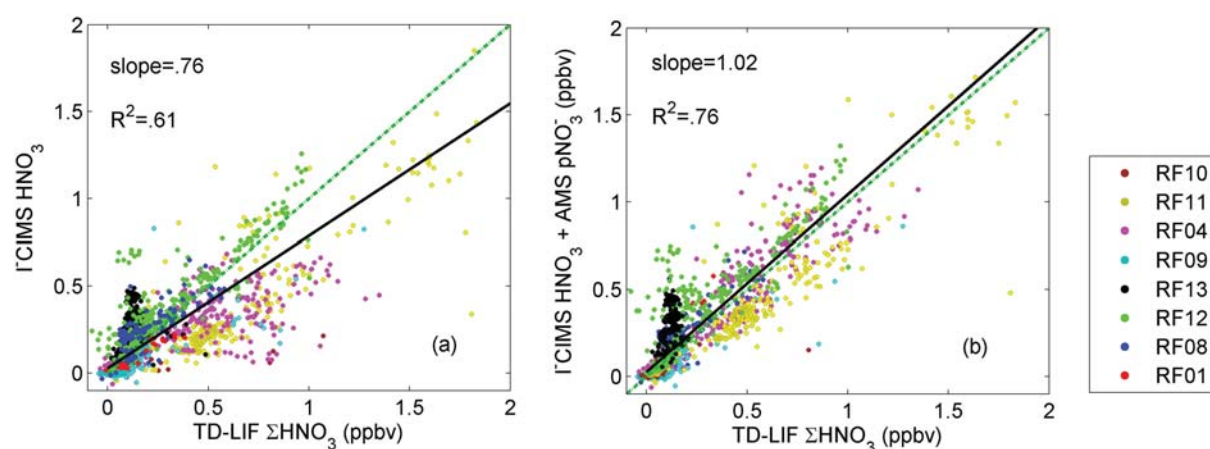 slope=.76
R²=.61
(a)
I⁻CIMS HNO₃
2
1.5
1
0.5
0
0
0.5
1
1.5
2
TD-LIF ΣHNO₃ (ppbv)
slope=1.02
R²=.76
(b)
I⁻CIMS HNO₃ + AMS pNO₃⁻ (ppbv)
2
1.5
1
0.5
0
0
0.5
1
1.5
2
TD-LIF ΣHNO₃ (ppbv)
RF10
RF11
RF04
RF09
RF13
RF12
RF08
RF01